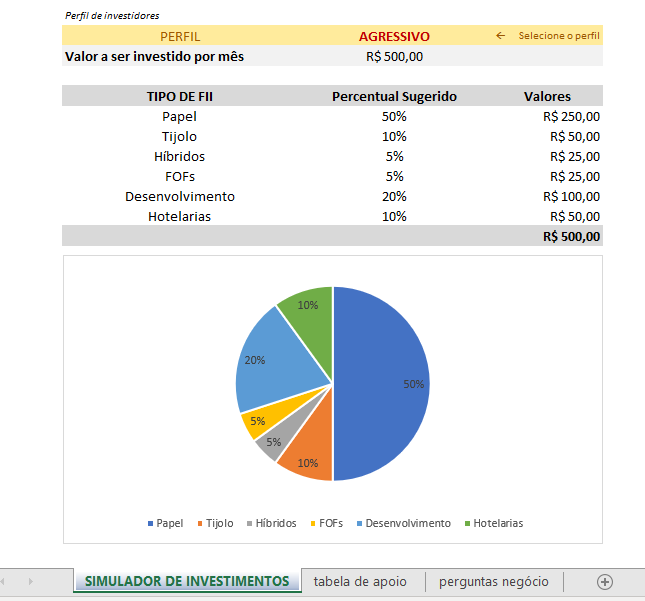 Perfil de investidores
PERFIL AGRESSIVO ← Selecione o perfil
Valor a ser investido por mês R$ 500,00
TIPO DE FII Percentual Sugerido Valores
Papel 50% R$ 250,00
Tijolo 10% R$ 50,00
Híbridos 5% R$ 25,00
FOFs 5% R$ 25,00
Desenvolvimento 20% R$ 100,00
Hotelarias 10% R$ 50,00
R$ 500,00
10%
20%
50%
5%
5%
10%
Papel Tijolo Híbridos FOFs Desenvolvimento Hotelarias
SIMULADOR DE INVESTIMENTOS tabela de apoio perguntas negócio